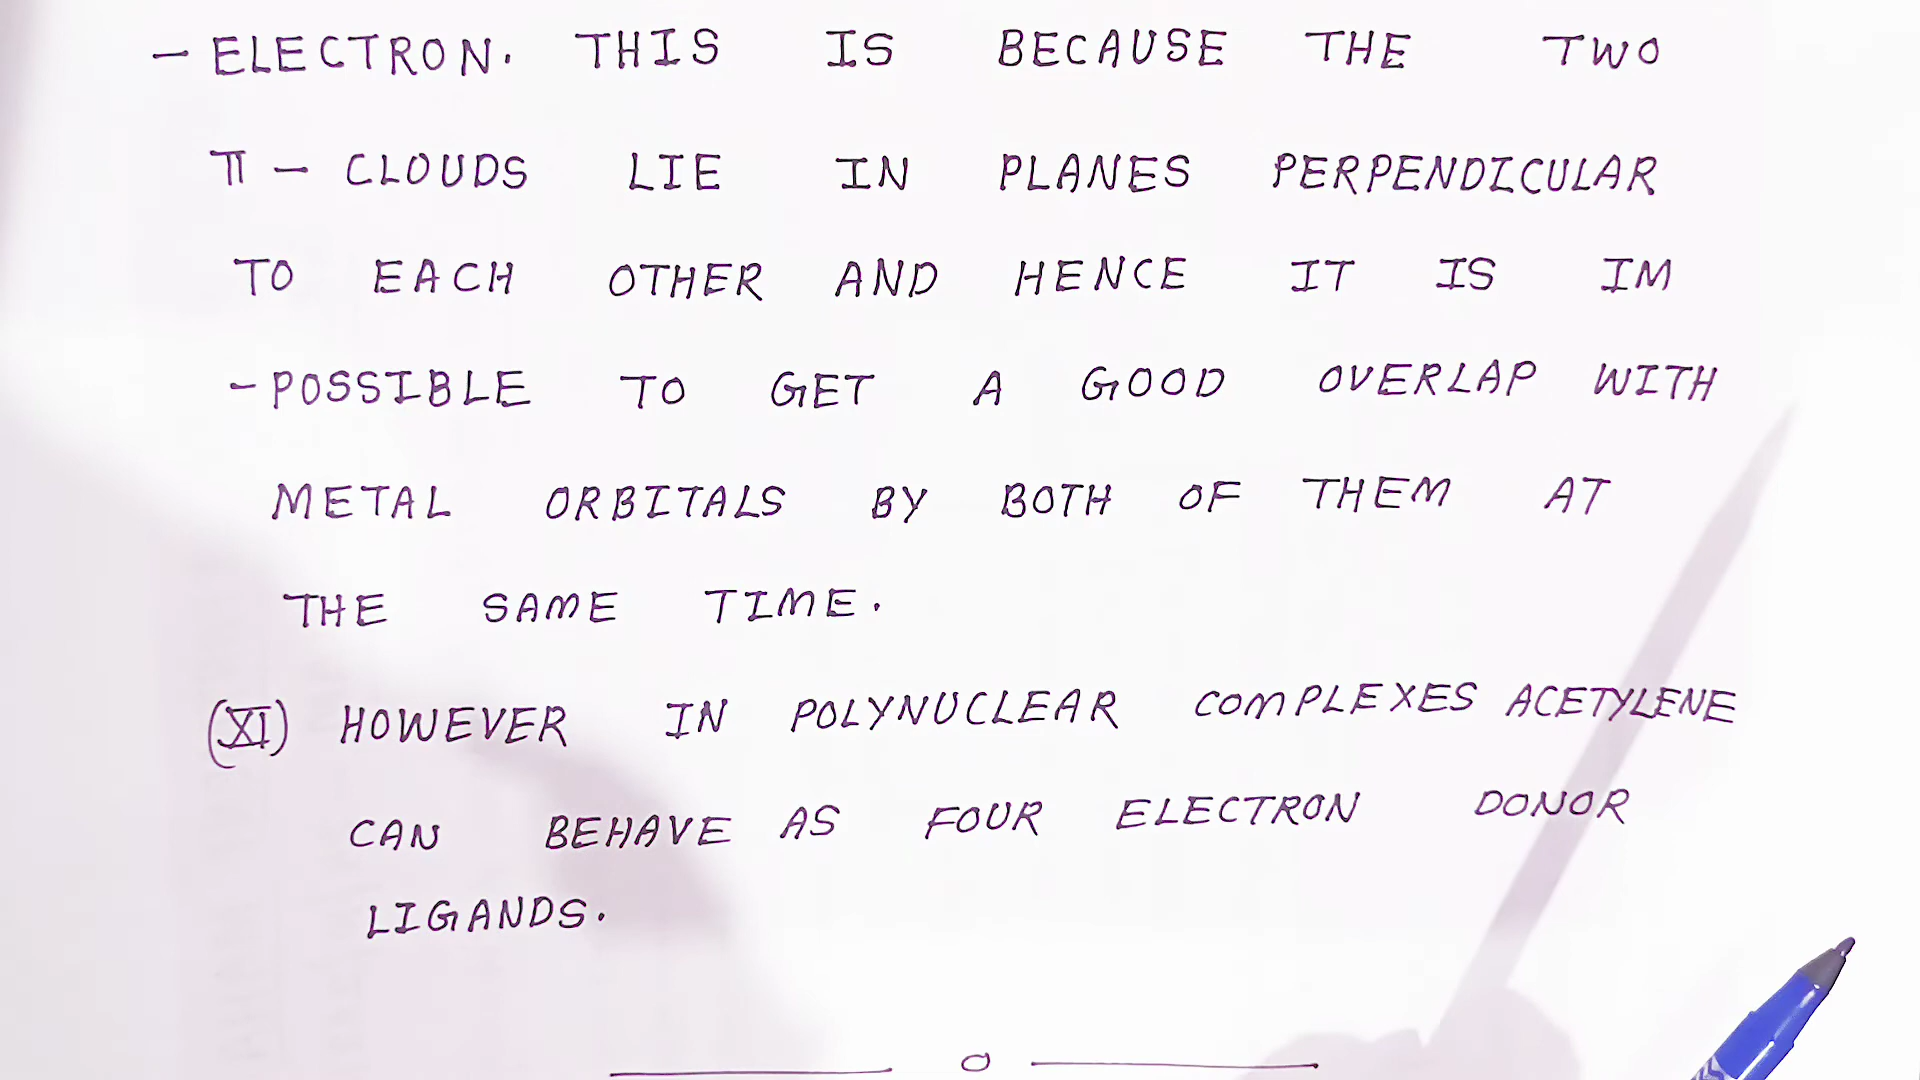 - ELECTRON. THIS IS BECAUSE THE TWO
π - CLOUDS LIE IN PLANES PERPENDICULAR
TO EACH OTHER AND HENCE IT IS IM
-POSSIBLE TO GET A GOOD OVERLAP WITH
METAL ORBITALS BY BOTH OF THEM AT
THE SAME TIME.
(XI) HOWEVER IN POLYNUCLEAR COMPLEXES ACETYLENE
CAN BEHAVE AS FOUR ELECTRON DONOR
LIGANDS.